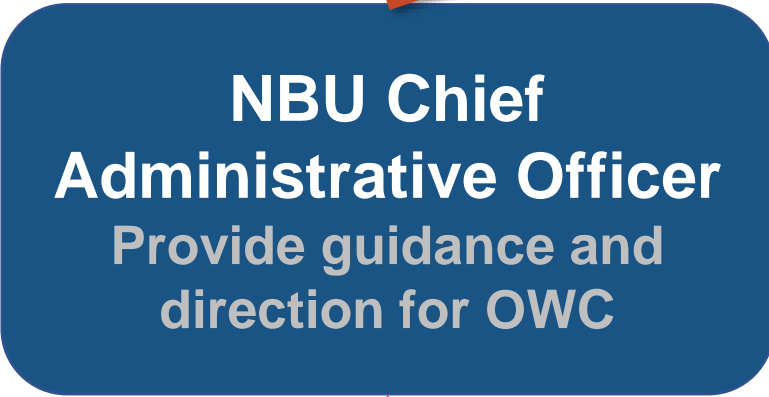 NBU Chief
Administrative Officer
Provide guidance and
direction for OWC